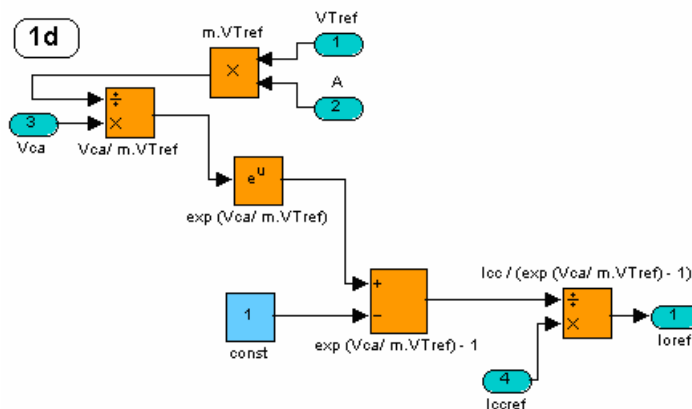 1d
m.VTref
VTref
1
×
A
2
÷
×
3
Vca
Vca/ m.VTref
e^u
exp (Vca/ m.VTref)
Icc / (exp (Vca/ m.VTref) - 1)
+
−
÷
×
1
Ioref
1
const
exp (Vca/ m.VTref) - 1
4
Iccref